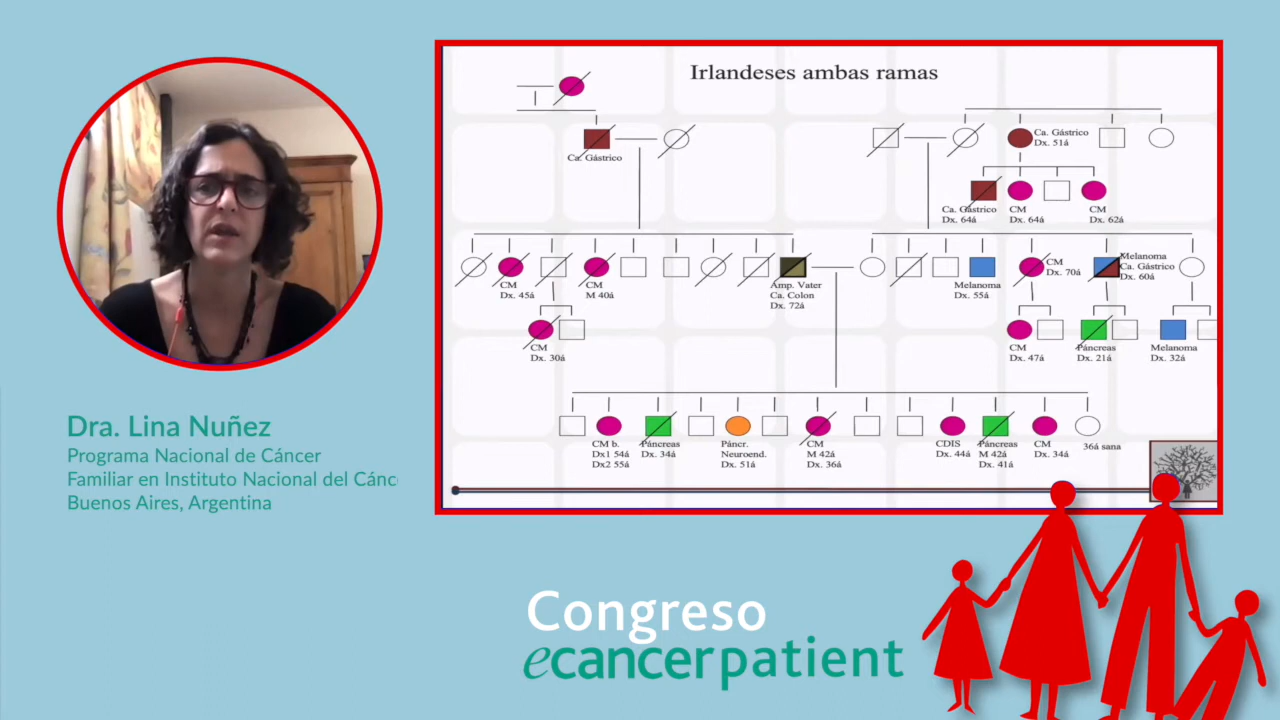 Irlandeses ambas ramas
Ca. Gástrico
Ca. Gástrico
Dx. 51á
Ca. Gástrico
Dx. 64á
CM
Dx. 64á
CM
Dx. 62á
CM
Dx. 45á
CM
M 40á
Amp. Vater
Ca. Colon
Dx. 72á
Melanoma
Dx. 55á
CM
Dx. 70á
Melanoma
Ca. Gástrico
Dx. 60á
CM
Dx. 30á
CM
Dx. 47á
Páncreas
Dx. 21á
Melanoma
Dx. 32á
CM b.
Dx1 54á
Dx2 55á
Páncreas
Dx. 34á
Páncr.
Neuroend.
Dx. 51á
CM
M 42á
Dx. 36á
CDIS
Dx. 44á
Páncreas
M 42á
Dx. 41á
CM
Dx. 34á
36á sana
Dra. Lina Nuñez
Programa Nacional de Cáncer
Familiar en Instituto Nacional del Cánc
Buenos Aires, Argentina
Congreso
ecancerpatient